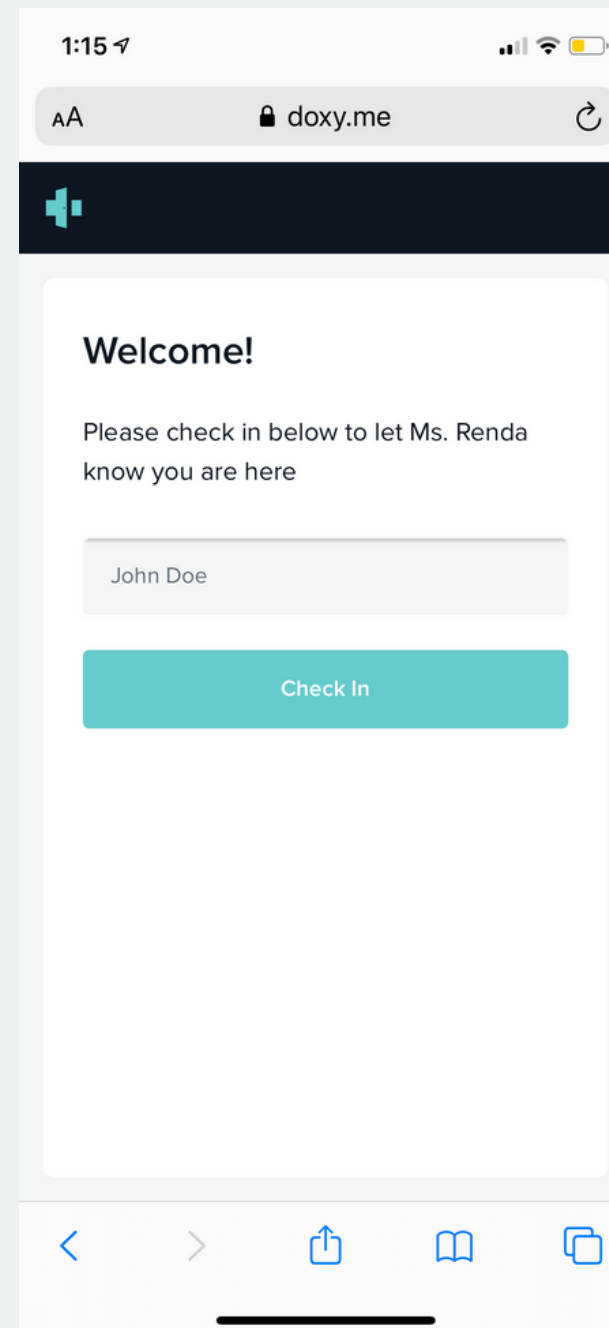 1:15
AA doxy.me
Welcome!
Please check in below to let Ms. Renda
know you are here
John Doe
Check In